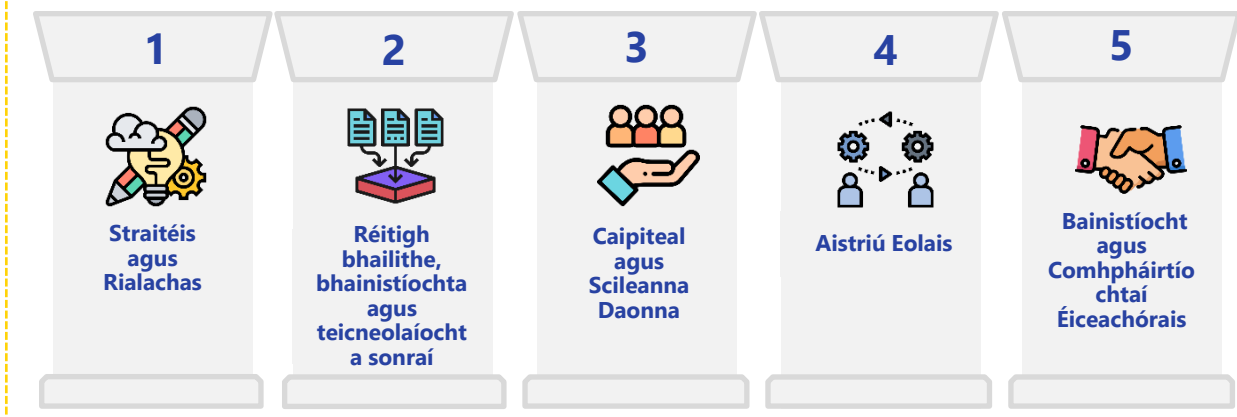 1
Straitéis
agus
Rialachas
2
Réitigh
bhailithe,
bhainistíochta
agus
teicneolaíocht
a sonraí
3
Caipiteal
agus
Scileanna
Daonna
4
Aistriú Eolais
5
Bainistíocht
agus
Comhpháirtío
chtaí
Éiceachórais